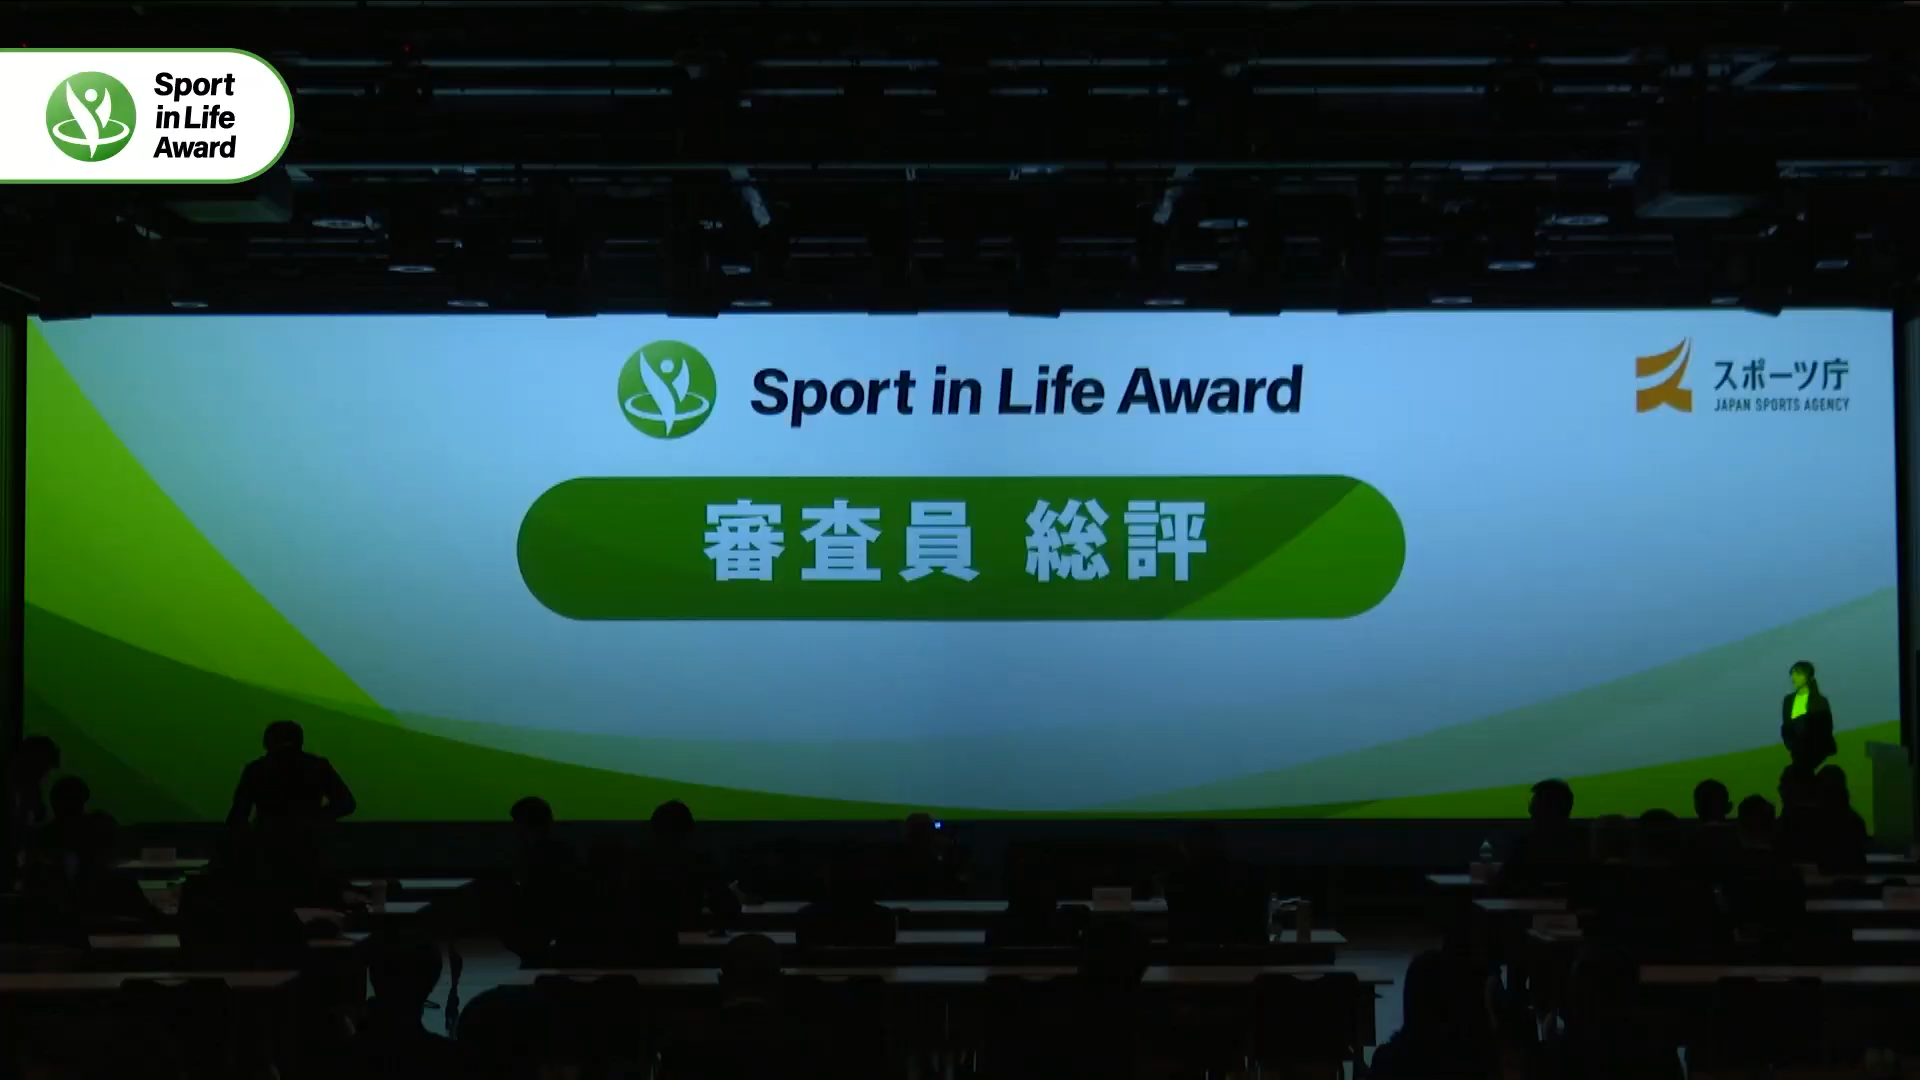 Sport
in Life
Award
Sport in Life Award
スポーツ庁
JAPAN SPORTS AGENCY
審査員 総評